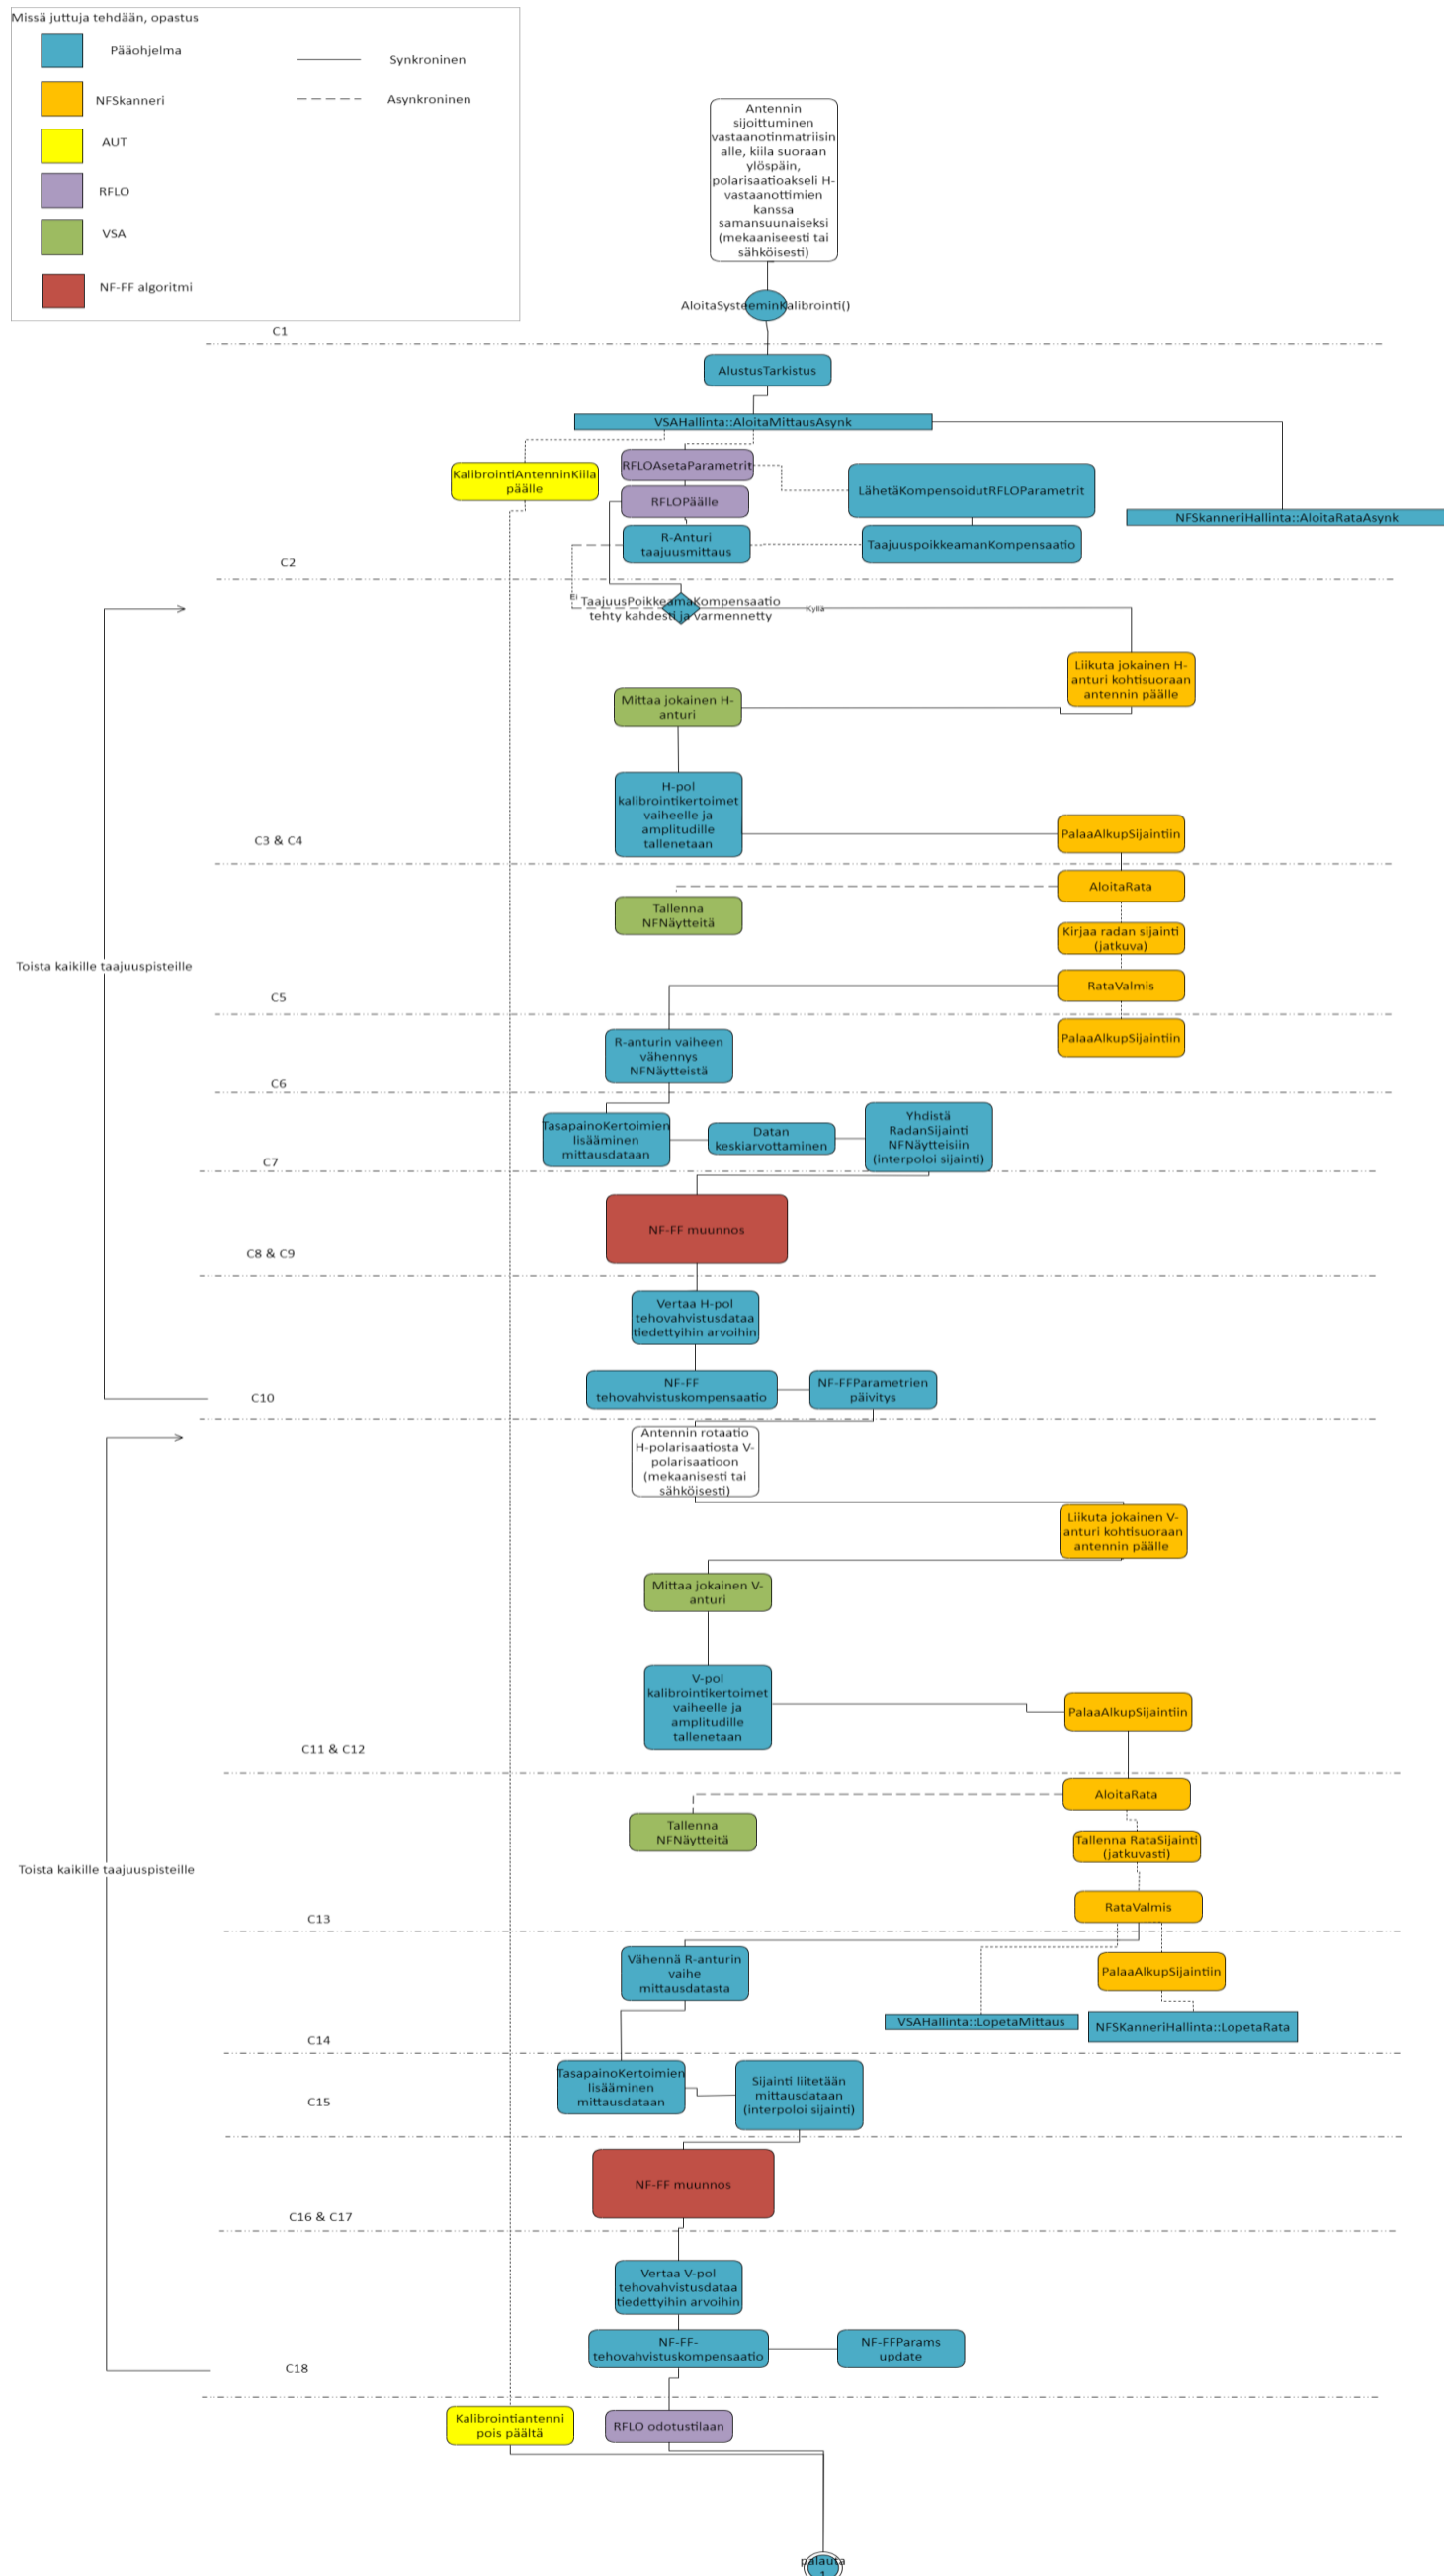 Missä juttuja tehdään, opastus
Pääohjelma
Synkroninen
NFSkanneri
Asynkroninen
AUT
RFLO
VSA
NF-FF algoritmi
Antennin
sijoittuminen
vastaanotinmatriisin
alle, kiila suoraan
ylöspäin,
polarisaatioakseli H-
vastaanottimien
kanssa
samansuunaiseksi
(mekaaniseesti tai
sähköisesti)
AloitaSysteeminKalibrointi()
C1
AlustusTarkistus
VSAHallinta::AloitaMittausAsynk
KalibrointiAntenninKiila
päälle
RFLOAsetaParametrit
LähetäKompensoidutRFLOParametrit
RFLOPäälle
NFSkanneriHallinta::AloitaRataAsynk
R-Anturi
taajuusmittaus
TaajuuspoikkeamanKompensaatio
C2
Ei
TaajuusPoikkeamaKompensaatio
tehty kahdesti ja varmennetty
Kyllä
Liikuta jokainen H-
anturi kohtisuoraan
antennin päälle
Mittaa jokainen H-
anturi
H-pol
kalibrointikertoimet
vaiheelle ja
amplitudille
tallenetaan
PalaaAlkupSijaintiin
C3 & C4
AloitaRata
Tallenna
NFNäytteitä
Kirjaa radan sijainti
(jatkuva)
Toista kaikille taajuuspisteille
RataValmis
C5
PalaaAlkupSijaintiin
R-anturin vaiheen
vähennys
NFNäytteistä
C6
TasapainoKertoimien
lisääminen
mittausdataan
Datan
keskiarvottaminen
Yhdistä
RadanSijainti
NFNäytteisiin
(interpoloi sijainti)
C7
NF-FF muunnos
C8 & C9
Vertaa H-pol
tehovahvistusdataa
tiedettyihin arvoihin
NF-FF
tehovahvistuskompensaatio
NF-FFParametrien
päivitys
C10
Antennin rotaatio
H-polarisaatiosta V-
polarisaatioon
(mekaanisesti tai
sähköisesti)
Liikuta jokainen V-
anturi kohtisuoraan
antennin päälle
Mittaa jokainen V-
anturi
V-pol
kalibrointikertoimet
vaiheelle ja
amplitudille
tallenetaan
PalaaAlkupSijaintiin
C11 & C12
AloitaRata
Tallenna
NFNäytteitä
Tallenna RataSijainti
(jatkuvasti)
Toista kaikille taajuuspisteille
RataValmis
C13
Vähennä R-anturin
vaihe
mittausdatasta
PalaaAlkupSijaintiin
VSAHallinta::LopetaMittaus
NFSKanneriHallinta::LopetaRata
C14
TasapainoKertoimien
lisääminen
mittausdataan
Sijainti liitetään
mittausdataan
(interpoloi sijainti)
C15
NF-FF muunnos
C16 & C17
Vertaa V-pol
tehovahvistusdataa
tiedettyihin arvoihin
NF-FF-
tehovahvistuskompensaatio
NF-FFParams
update
C18
Kalibrointiantenni
pois päältä
RFLO odotustilaan
palauta
1